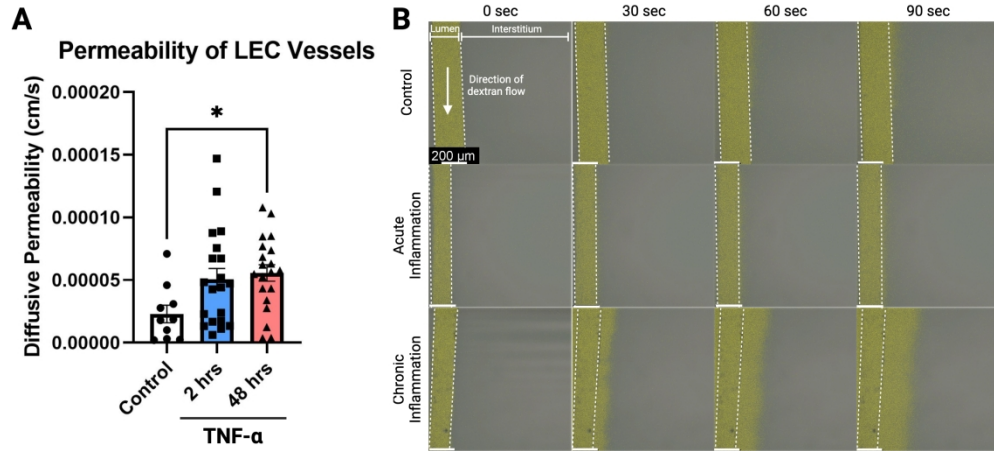 A
Permeability of LEC Vessels
Diffusive Permeability (cm/s)
0.00020
0.00015
0.00010
0.00005
0.00000
*
Control
2 hrs
48 hrs
TNF-α
B
0 sec
30 sec
60 sec
90 sec
Control
Lumen
Interstitium
Direction of
dextran flow
200 µm
Acute
Inflammation
Chronic
Inflammation